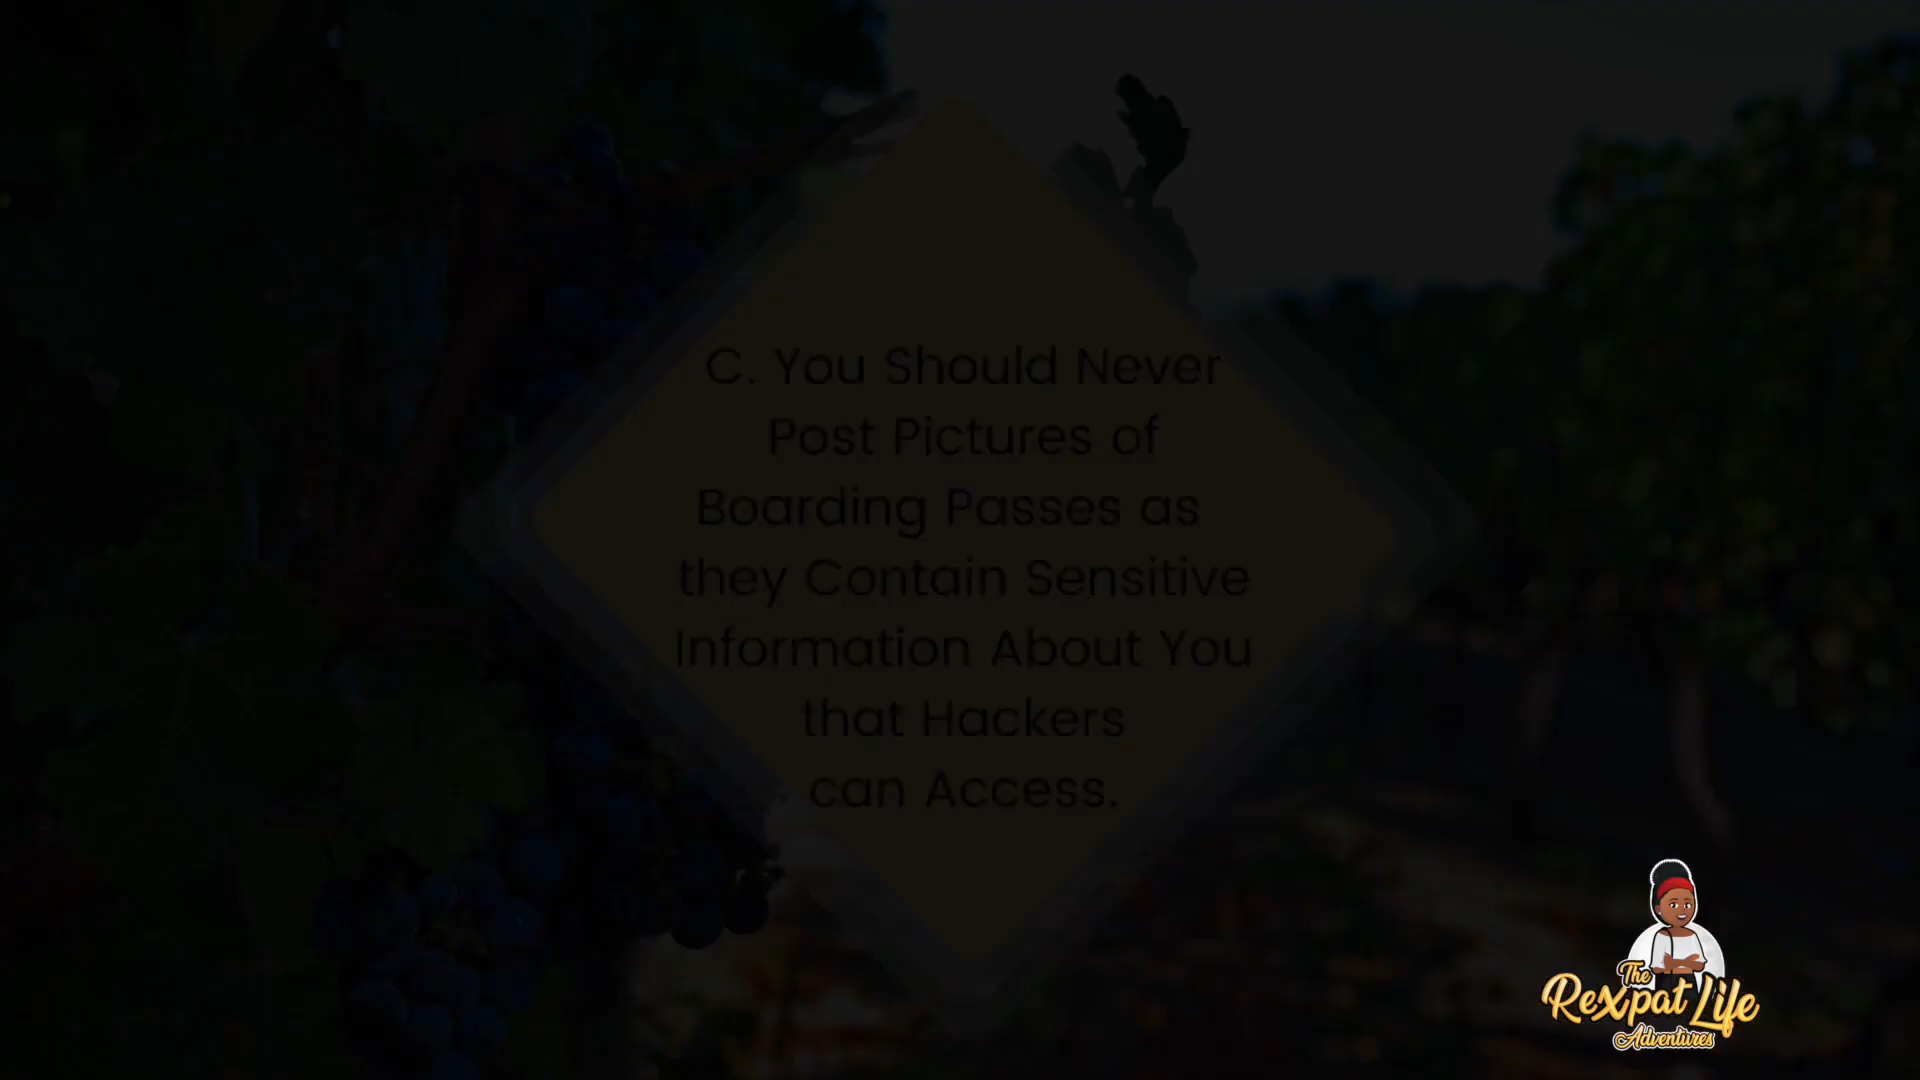 C. You Should Never
Post Pictures of
Boarding Passes as
they Contain Sensitive
Information About You
that Hackers
can Access.
The
Rexpat Life
Adventures